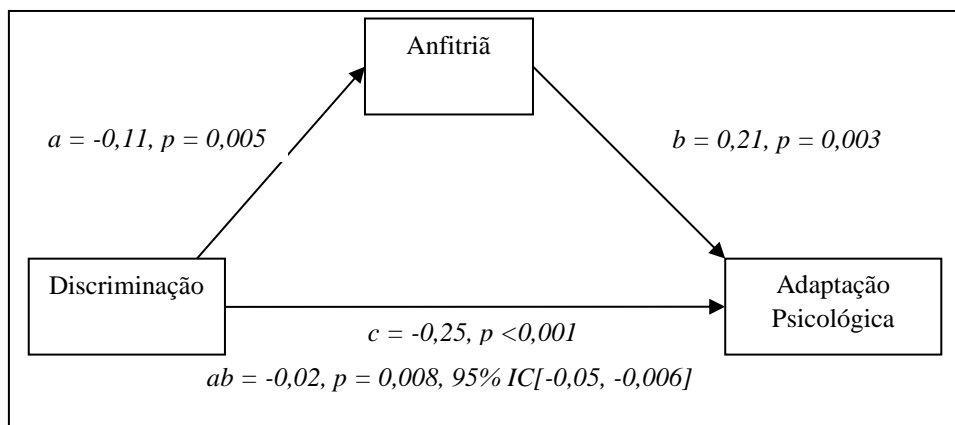 Anfitriã
a = -0,11, p = 0,005
b = 0,21, p = 0,003
Discriminação
Adaptação
Psicológica
c = -0,25, p <0,001
ab = -0,02, p = 0,008, 95% IC[-0,05, -0,006]